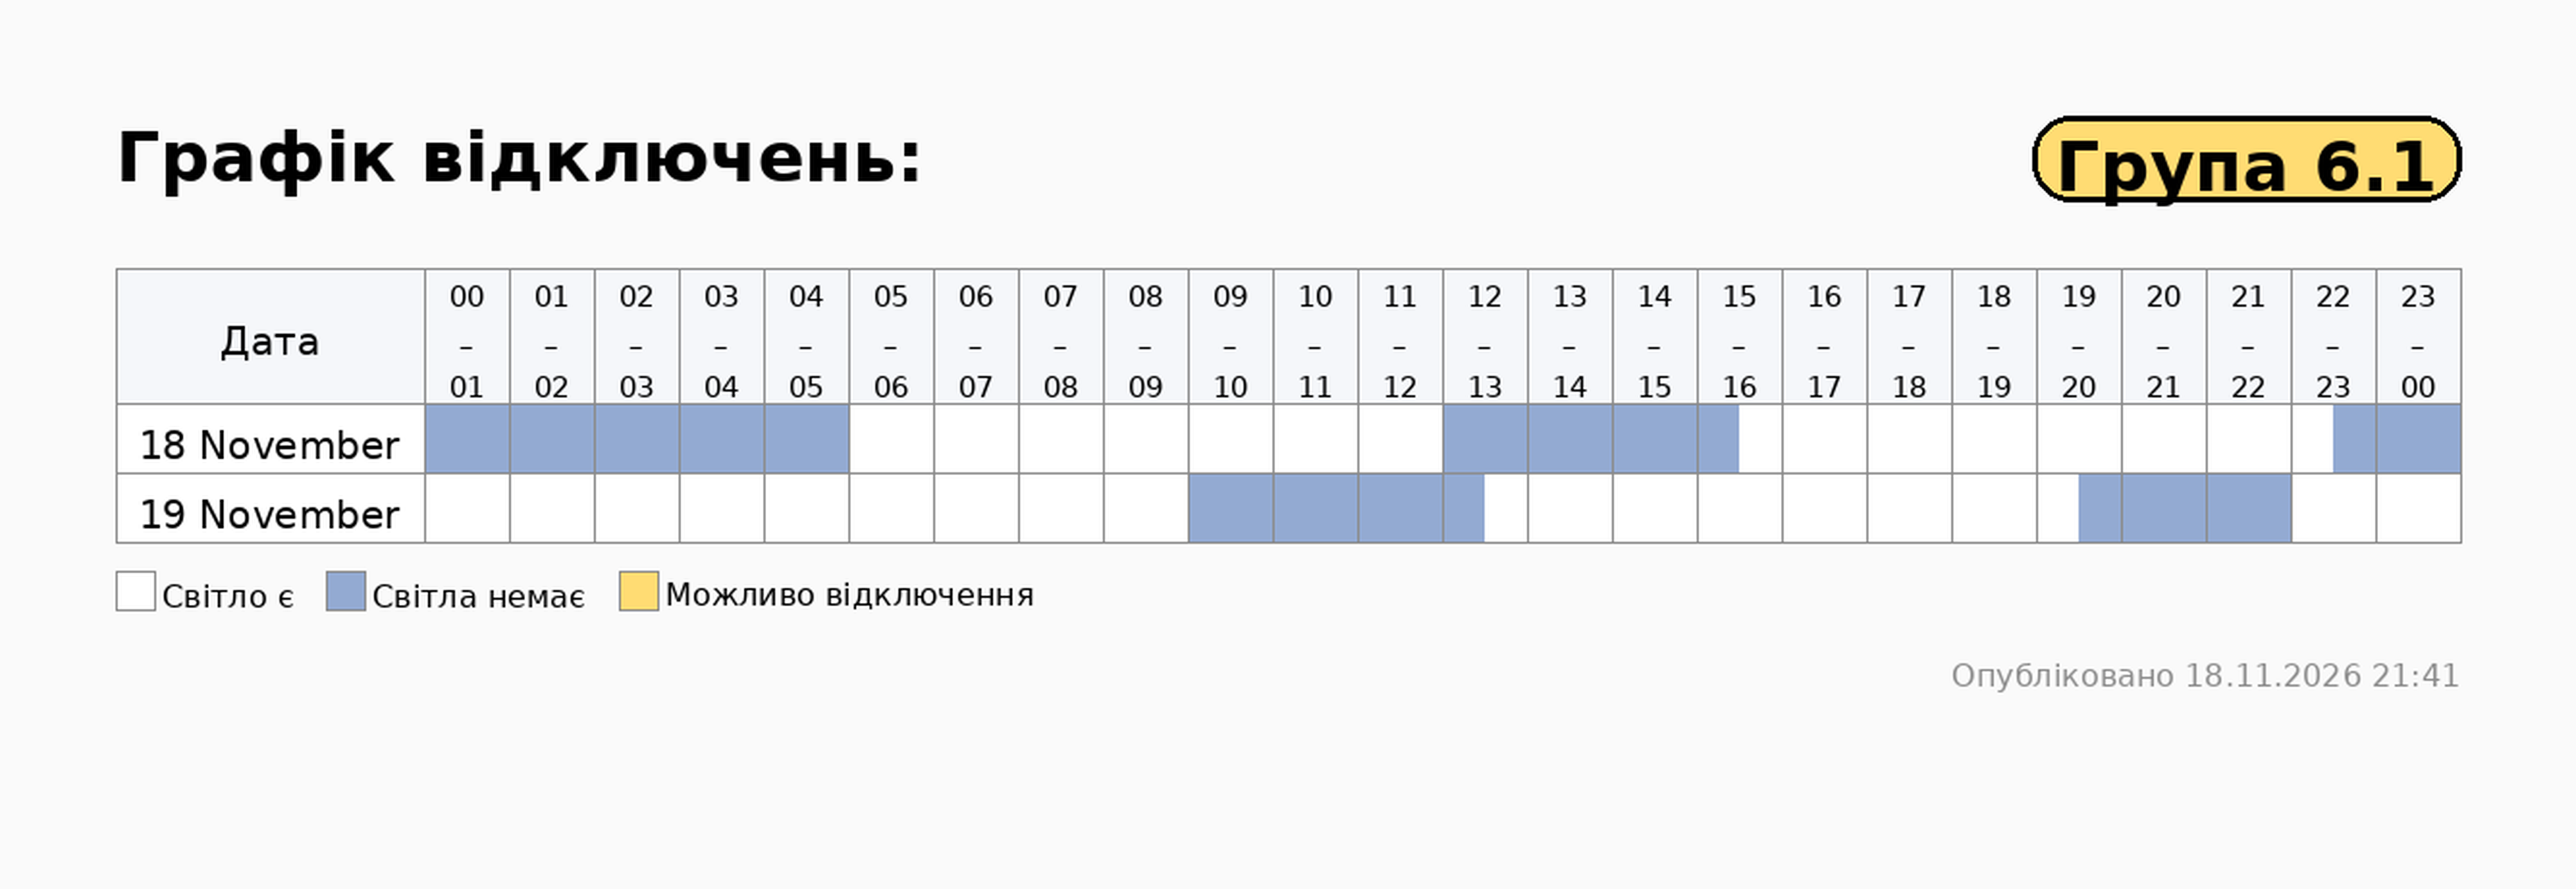 Графік відключень:
Група 6.1
Дата
00 – 01
01 – 02
02 – 03
03 – 04
04 – 05
05 – 06
06 – 07
07 – 08
08 – 09
09 – 10
10 – 11
11 – 12
12 – 13
13 – 14
14 – 15
15 – 16
16 – 17
17 – 18
18 – 19
19 – 20
20 – 21
21 – 22
22 – 23
23 – 00
18 November
19 November
Світло є
Світла немає
Можливо відключення
Опубліковано 18.11.2026 21:41